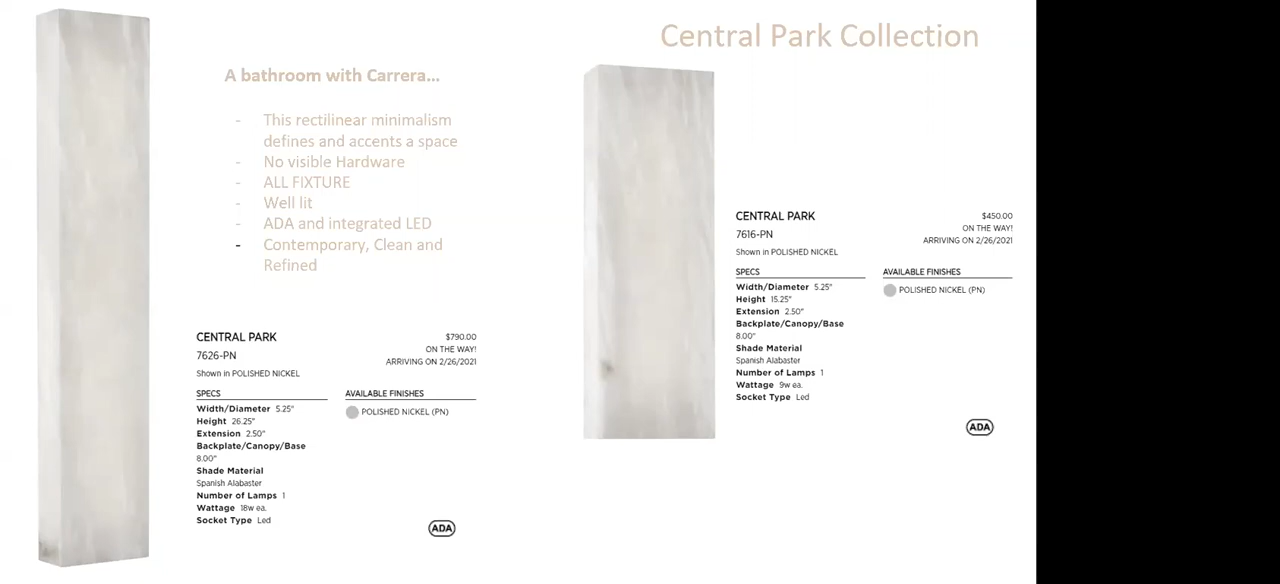 Central Park Collection
A bathroom with Carrera...
- This rectilinear minimalism
defines and accents a space
- No visible Hardware
- ALL FIXTURE
- Well lit
- ADA and integrated LED
- Contemporary, Clean and
Refined
CENTRAL PARK
$790.00
7626-PN
ON THE WAY!
ARRIVING ON 2/26/2021
Shown in POLISHED NICKEL
SPECS
AVAILABLE FINISHES
Width/Diameter 5.25"
POLISHED NICKEL (PN)
Height 26.25"
Extension 2.50"
Backplate/Canopy/Base
8.00"
Shade Material
Spanish Alabaster
Number of Lamps 1
Wattage 18w ea.
Socket Type Led
ADA
CENTRAL PARK
$450.00
7616-PN
ON THE WAY!
ARRIVING ON 2/26/2021
Shown in POLISHED NICKEL
SPECS
AVAILABLE FINISHES
Width/Diameter 5.25"
POLISHED NICKEL (PN)
Height 15.25"
Extension 2.50"
Backplate/Canopy/Base
8.00"
Shade Material
Spanish Alabaster
Number of Lamps 1
Wattage 9w ea.
Socket Type Led
ADA